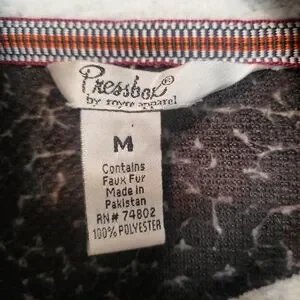 Pressbox®
by royce apparel
M
Contains
Faux Fur
Made in
Pakistan
RN# 74802
100% POLYESTER